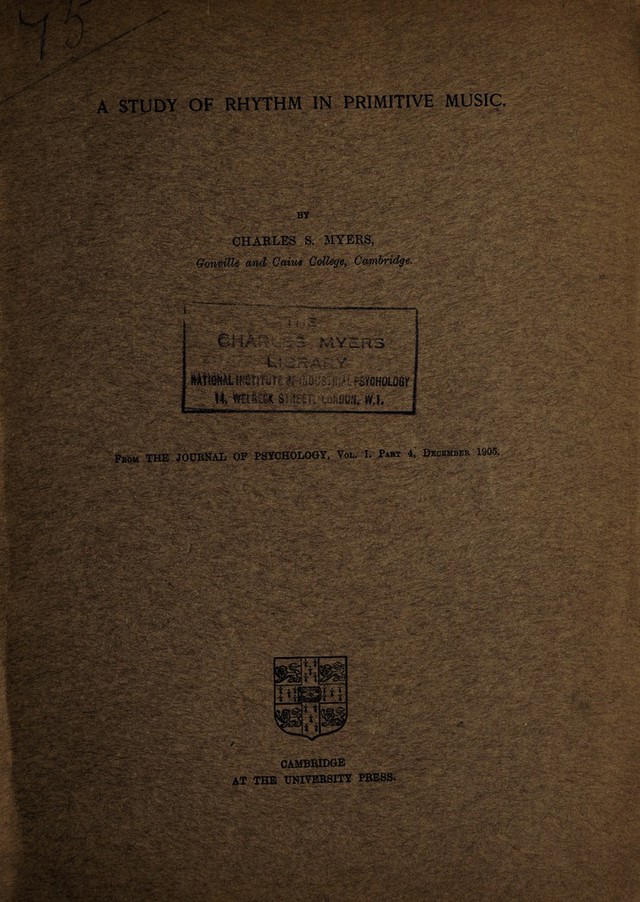 75
A STUDY OF RHYTHM IN PRIMITIVE MUSIC.
BY
CHARLES S. MYERS,
Gonville and Caius College, Cambridge.
THE
CHARLES MYERS
LIBRARY
NATIONAL INSTITUTE OF INDUSTRIAL PSYCHOLOGY
14, WELBECK STREET, LONDON, W.1.
From THE JOURNAL OF PSYCHOLOGY, Vol. I. Part 4, December 1905.
CAMBRIDGE
AT THE UNIVERSITY PRESS.